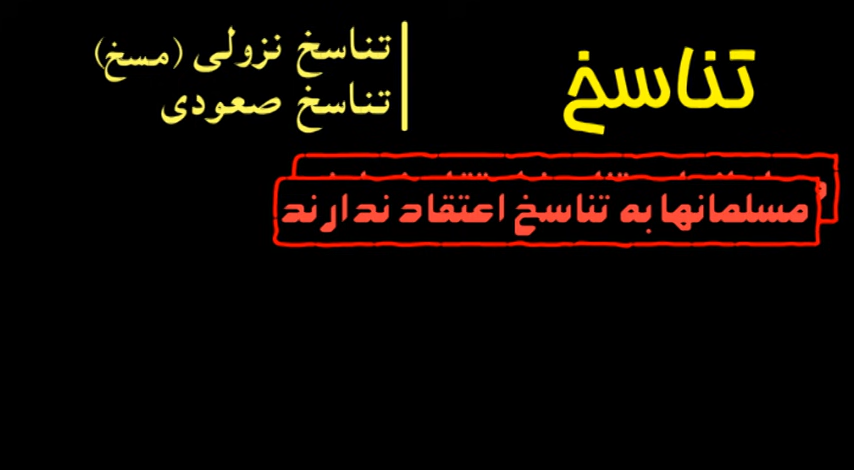 تناسخ
تناسخ نزولی (مسخ)
تناسخ صعودی
مسلمانها به تناسخ اعتقاد ندارند